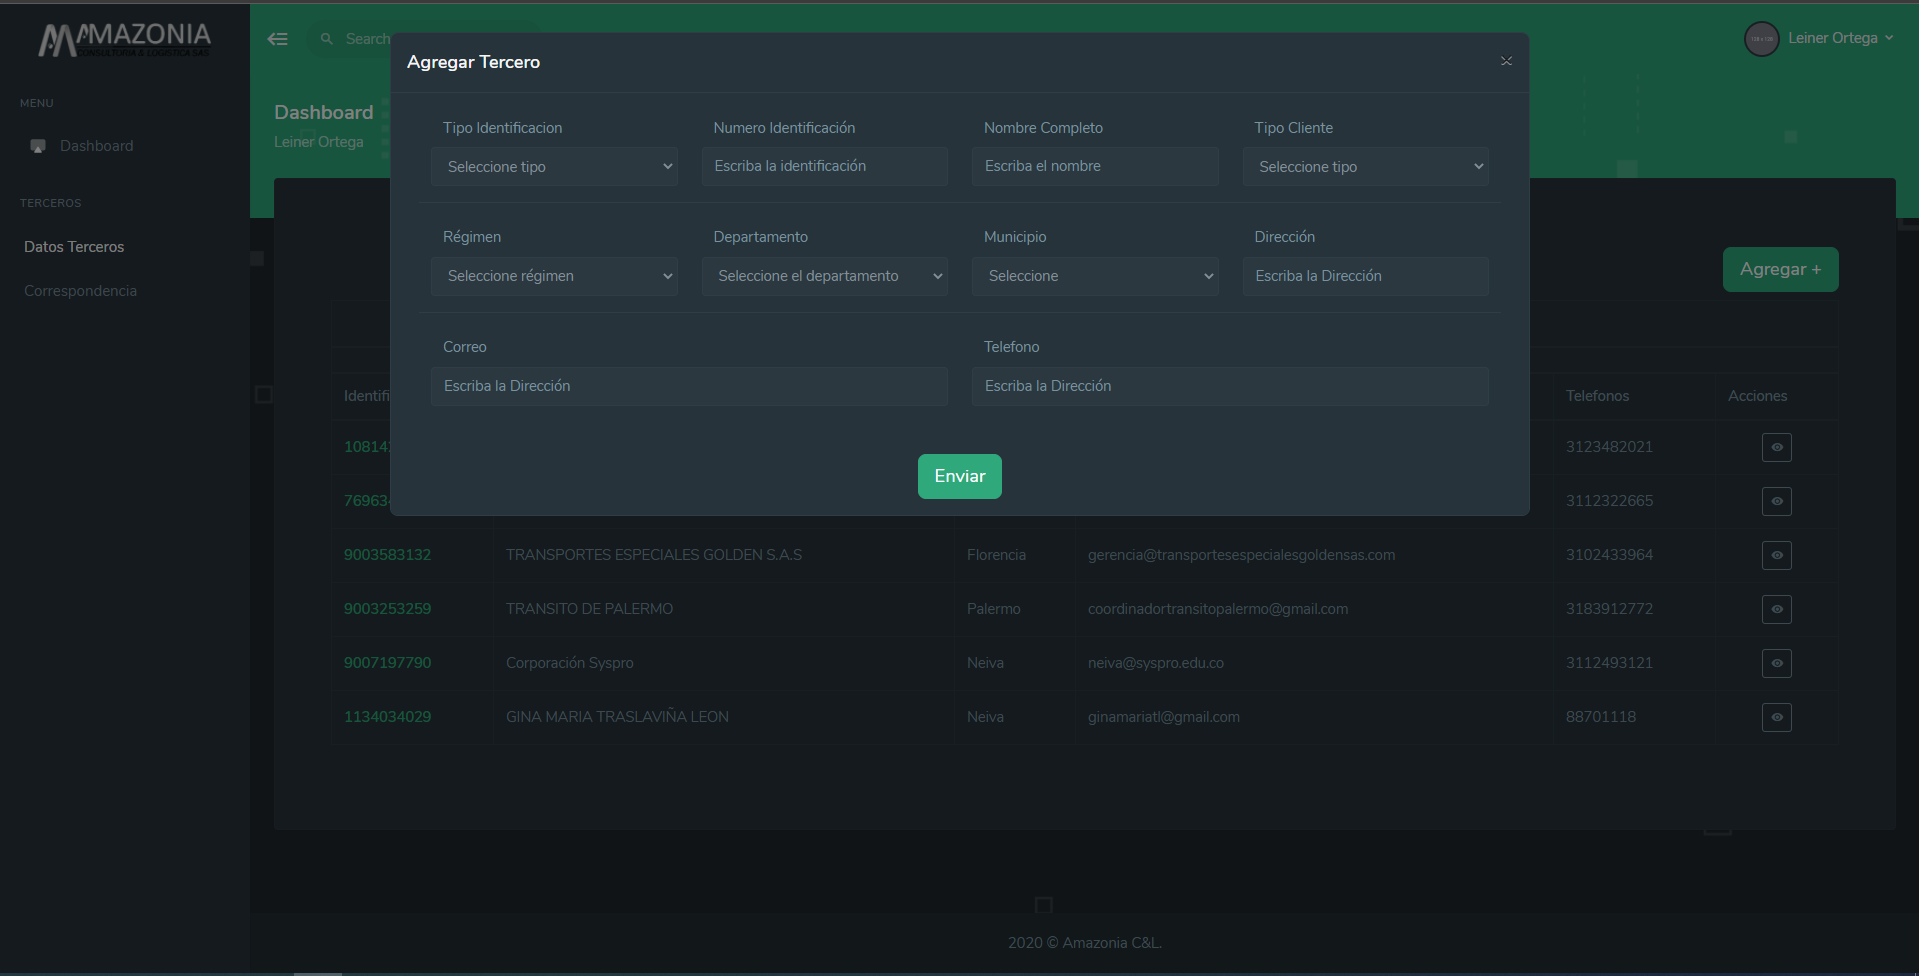 AMAZONIA
CONSULTORIA & LOGISTICA SAS
Search
Leiner Ortega
MENU
Dashboard
TERCEROS
Datos Terceros
Correspondencia
Dashboard
Leiner Ortega
Agregar Tercero
×
Tipo Identificacion
Numero Identificación
Nombre Completo
Tipo Cliente
Seleccione tipo
Escriba la identificación
Escriba el nombre
Seleccione tipo
Régimen
Departamento
Municipio
Dirección
Seleccione régimen
Seleccione el departamento
Seleccione
Escriba la Dirección
Correo
Telefono
Escriba la Dirección
Escriba la Dirección
Enviar
Agregar +
Identifi
Telefonos
Acciones
10814
3123482021
76963
3112322665
9003583132
TRANSPORTES ESPECIALES GOLDEN S.A.S
Florencia
gerencia@transportesespecialesgoldensas.com
3102433964
9003253259
TRANSITO DE PALERMO
Palermo
coordinadortransitopalermo@gmail.com
3183912772
9007197790
Corporación Syspro
Neiva
neiva@syspro.edu.co
3112493121
1134034029
GINA MARIA TRASLAVIÑA LEON
Neiva
ginamariatl@gmail.com
88701118
2020 © Amazonia C&L.